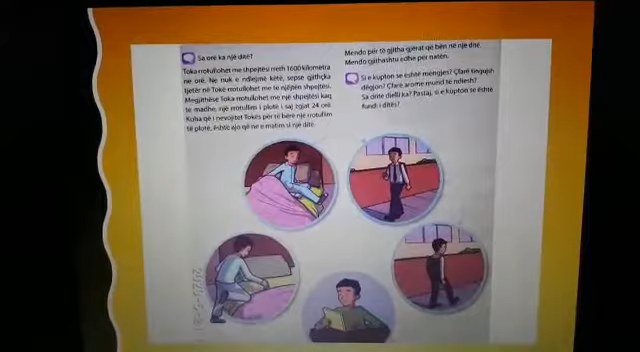 Sa orë ka një ditë?
Toka rrotullohet me shpejtësi rreth 1600 kilometra
në orë. Ne nuk e ndiejmë këtë, sepse gjithçka
tjetër në Tokë rrotullohet me të njëjtën shpejtësi.
Megjithëse Toka rrotullohet me një shpejtësi kaq
të madhe, një rrotullim i plotë i saj zgjat 24 orë.
Koha që i nevojitet Tokës për të bërë një rrotullim
të plotë, është ajo që ne e matim si një ditë.
Mendo për të gjitha gjërat që bën në një ditë.
Mendo gjithashtu edhe për natën.
Si e kupton se është mëngjes? Çfarë tingujsh
dëgjon? Çfarë arome mund të ndiesh?
Sa dritë dielli ka? Pastaj, si e kupton se është
fundi i ditës?